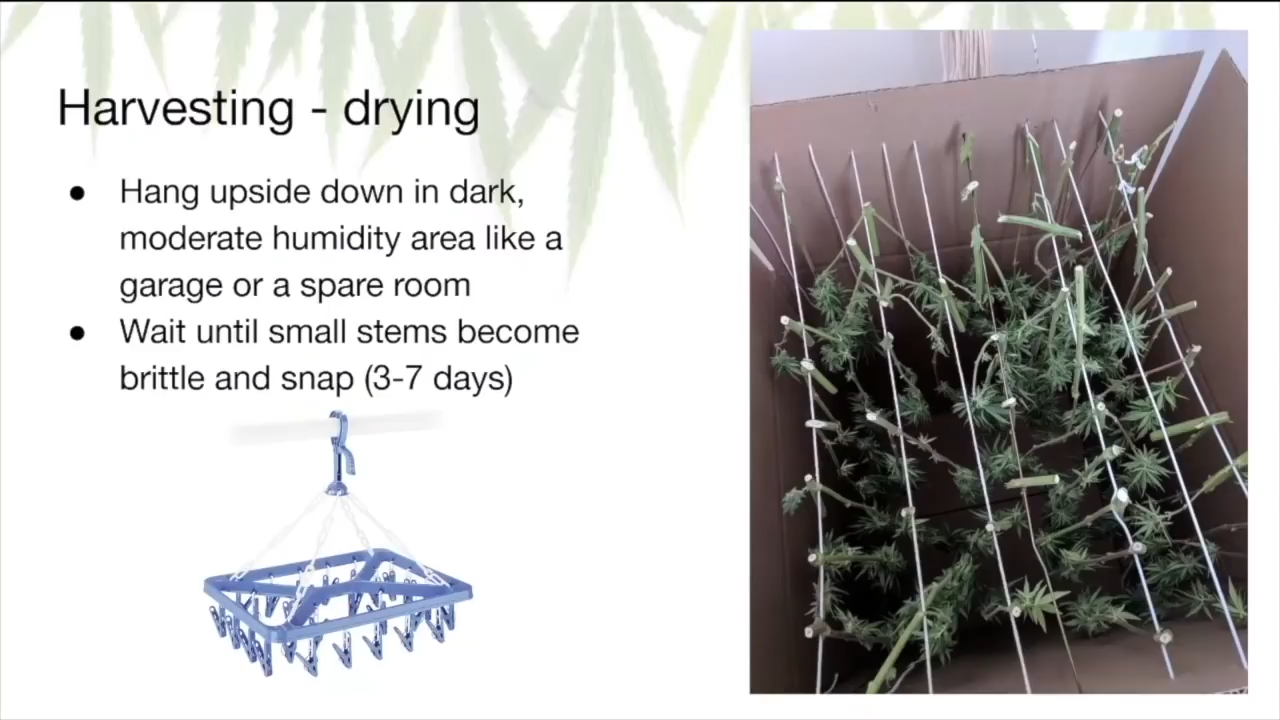 Harvesting - drying
● Hang upside down in dark,
moderate humidity area like a
garage or a spare room
● Wait until small stems become
brittle and snap (3-7 days)